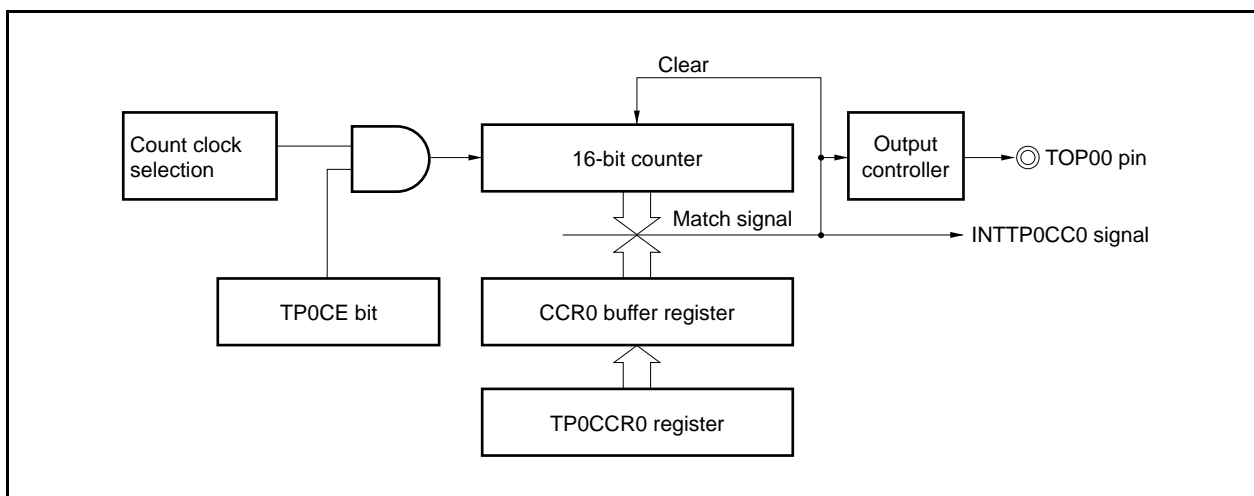 Clear
Count clock
selection
16-bit counter
Output
controller
TOP00 pin
Match signal
INTTP0CC0 signal
TP0CE bit
CCR0 buffer register
TP0CCR0 register